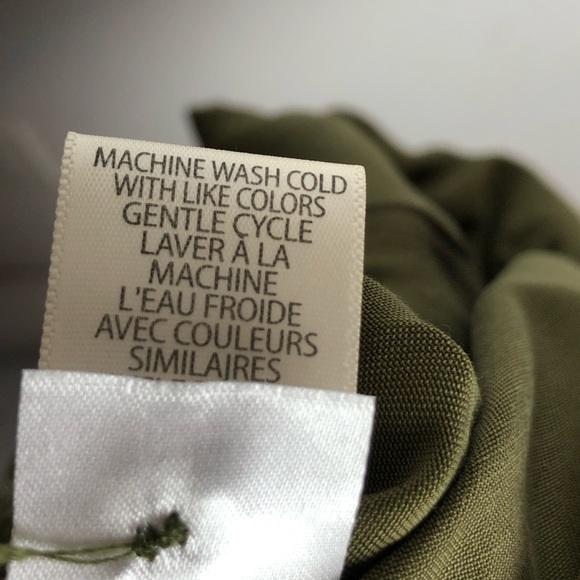 MACHINE WASH COLD
WITH LIKE COLORS
GENTLE CYCLE
LAVER À LA
MACHINE
L'EAU FROIDE
AVEC COULEURS
SIMILAIRES